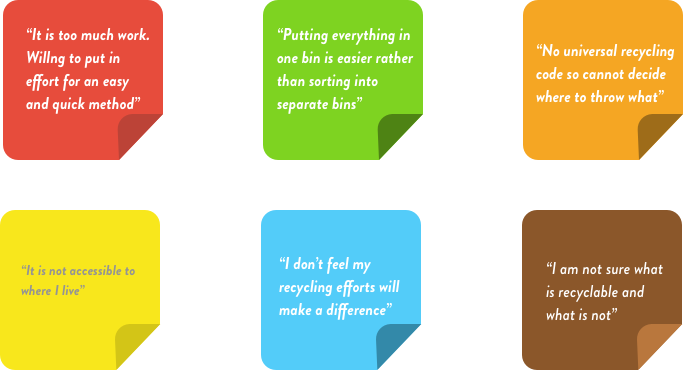 “It is too much work.
Willng to put in
effort for an easy
and quick method”
“Putting everything in
one bin is easier rather
than sorting into
separate bins”
“No universal recycling
code so cannot decide
where to throw what”
“It is not accessible to
where I live”
“I don’t feel my
recycling efforts will
make a difference”
“I am not sure what
is recyclable and
what is not”